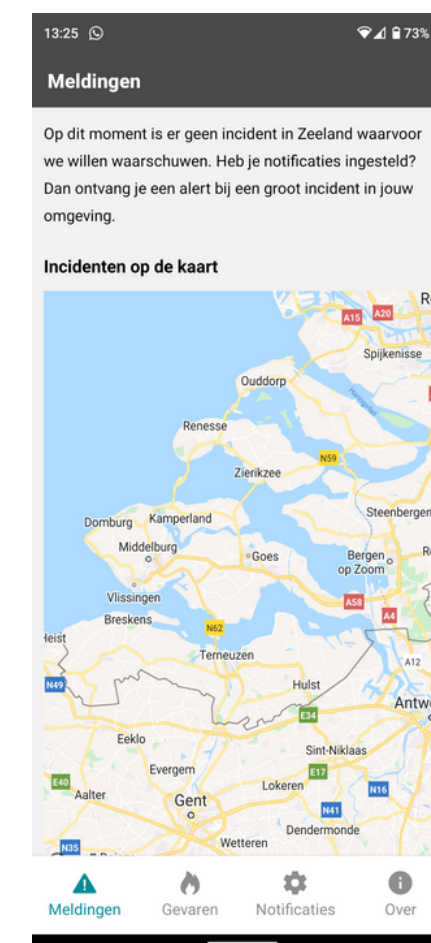 13:25 73%
Meldingen
Op dit moment is er geen incident in Zeeland waarvoor
we willen waarschuwen. Heb je notificaties ingesteld?
Dan ontvang je een alert bij een groot incident in jouw
omgeving.
Incidenten op de kaart
R
A15 A20
Spijkenisse
Ouddorp
Haringvliet
Renesse
N59
Zierikzee
Steenbergen
Domburg Kamperland
Middelburg
Goes
Bergen
op Zoom
R
Vlissingen
A58
Breskens
N62
A4
Heist
Terneuzen
A12
N49
Hulst
Antw
E34
Eeklo
Sint-Niklaas
Evergem
E17
E40
Lokeren
N16
Aalter
Gent
N41
Dendermonde
Wetteren
N35
Meldingen Gevaren Notificaties Over